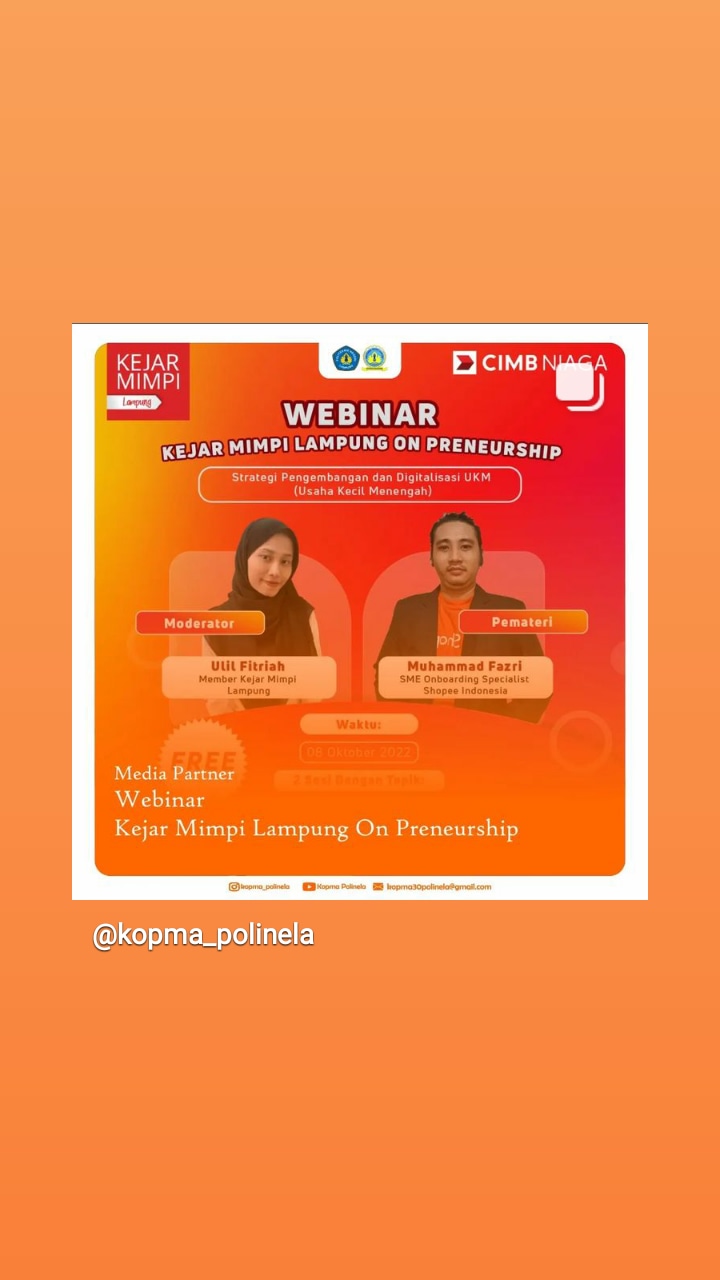 KEJAR
MIMPI
Lampung
CIMB NIAGA
WEBINAR
KEJAR MIMPI LAMPUNG ON PRENEURSHIP
Strategi Pengembangan dan Digitalisasi UKM
(Usaha Kecil Menengah)
Moderator
Pemateri
Ulil Fitriah
Member Kejar Mimpi
Lampung
Muhammad Fazri
SME Onboarding Specialist
Shopee Indonesia
Waktu:
08 Oktober 2022
FREE
2 Sesi Dengan Topik:
Media Partner
Webinar
Kejar Mimpi Lampung On Preneurship
kopma_polinela
Kopma Polinela
kopma30polinela@gmail.com
@kopma_polinela